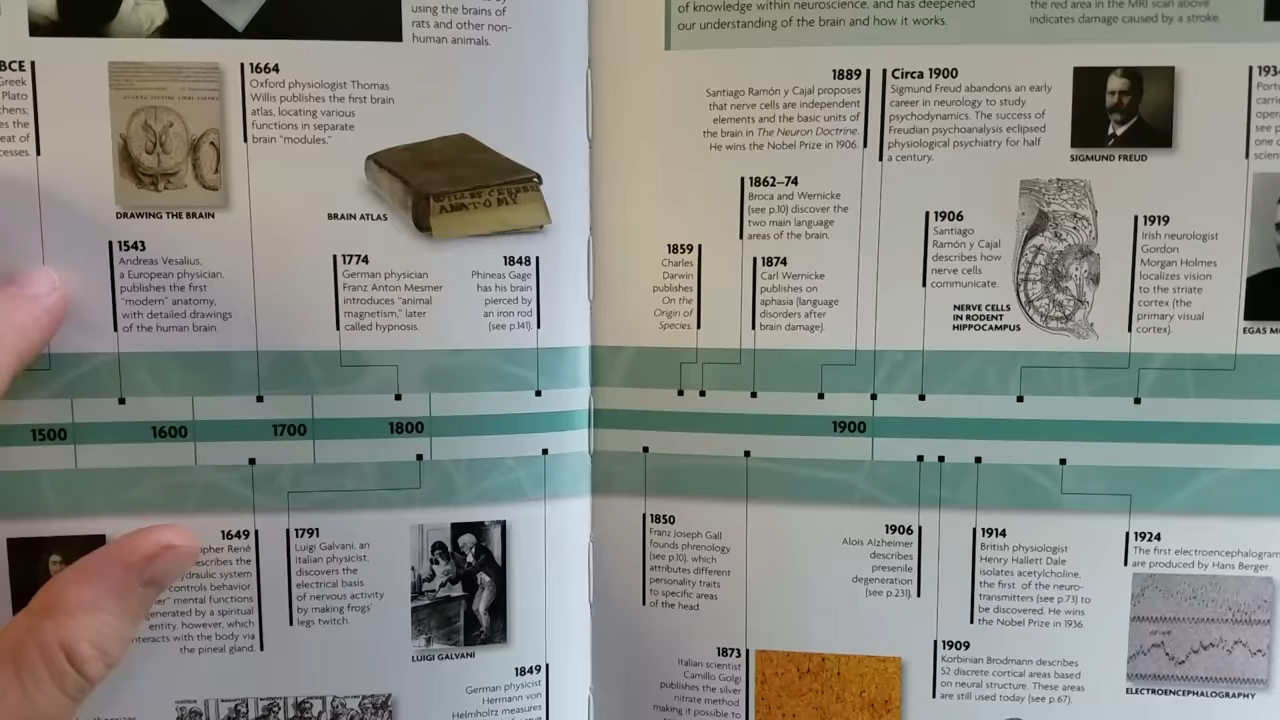 using the brains of
rats and other non-
human animals.
BCE
Greek
Plato
thens;
es the
eat of
cesses.
1664
Oxford physiologist Thomas
Willis publishes the first brain
atlas, locating various
functions in separate
brain “modules.”
DRAWING THE BRAIN
BRAIN ATLAS
1543
Andreas Vesalius,
a European physician,
publishes the first
“modern” anatomy,
with detailed drawings
of the human brain.
1774
German physician
Franz Anton Mesmer
introduces “animal
magnetism,” later
called hypnosis.
1848
Phineas Gage
has his brain
pierced by
an iron rod
(see p.141).
1500
1600
1700
1800
1649
opher René
escribes the
ydraulic system
controls behavior.
er” mental functions
generated by a spiritual
entity, however, which
interacts with the body via
the pineal gland.
1791
Luigi Galvani, an
Italian physicist,
discovers the
electrical basis
of nervous activity
by making frogs’
legs twitch.
LUIGI GALVANI
1849
German physicist
Hermann von
Helmholtz measures
of knowledge within neuroscience, and has deepened
our understanding of the brain and how it works.
the red area in the MRI scan above
indicates damage caused by a stroke.
1889
Santiago Ramón y Cajal proposes
that nerve cells are independent
elements and the basic units of
the brain in The Neuron Doctrine.
He wins the Nobel Prize in 1906.
Circa 1900
Sigmund Freud abandons an early
career in neurology to study
psychodynamics. The success of
Freudian psychoanalysis eclipsed
physiological psychiatry for half
a century.
SIGMUND FREUD
193
Port
carri
oper
see p
one o
scien
1862–74
Broca and Wernicke
(see p.10) discover the
two main language
areas of the brain.
1859
Charles
Darwin
publishes
On the
Origin of
Species.
1874
Carl Wernicke
publishes on
aphasia (language
disorders after
brain damage).
1906
Santiago
Ramón y Cajal
describes how
nerve cells
communicate.
NERVE CELLS
IN RODENT
HIPPOCAMPUS
1919
Irish neurologist
Gordon
Morgan Holmes
localizes vision
to the striate
cortex (the
primary visual
cortex).
EGAS M
1900
1850
Franz Joseph Gall
founds phrenology
(see p.10), which
attributes different
personality traits
to specific areas
of the head.
1873
Italian scientist
Camillo Golgi
publishes the silver
nitrate method,
making it possible to
1906
Alois Alzheimer
describes
presenile
degeneration
(see p.231).
1909
Korbinian Brodmann describes
52 discrete cortical areas based
on neural structure. These areas
are still used today (see p.67).
1914
British physiologist
Henry Hallett Dale
isolates acetylcholine,
the first of the neuro-
transmitters (see p.73) to
be discovered. He wins
the Nobel Prize in 1936.
1924
The first electroencephalogram
are produced by Hans Berger.
ELECTROENCEPHALOGRAPHY